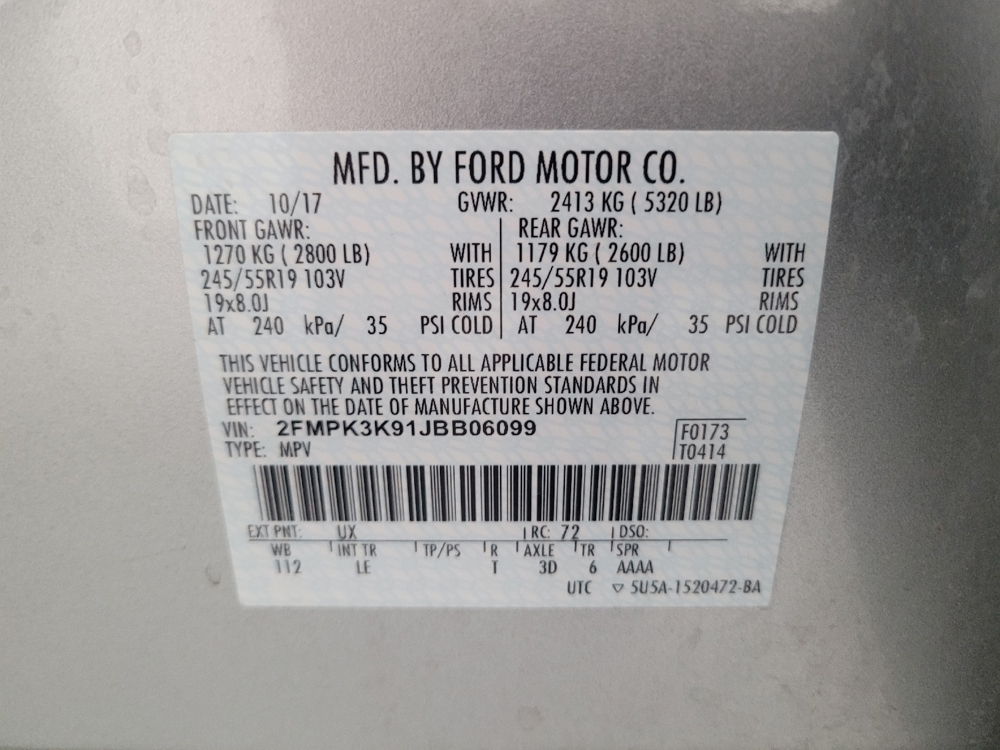 MFD. BY FORD MOTOR CO.
DATE: 10/17 GVWR: 2413 KG ( 5320 LB)
FRONT GAWR: REAR GAWR:
1270 KG ( 2800 LB) WITH 1179 KG ( 2600 LB) WITH
245/55R19 103V TIRES 245/55R19 103V TIRES
19x8.0J RIMS 19x8.0J RIMS
AT 240 kPa/ 35 PSI COLD AT 240 kPa/ 35 PSI COLD
THIS VEHICLE CONFORMS TO ALL APPLICABLE FEDERAL MOTOR
VEHICLE SAFETY AND THEFT PREVENTION STANDARDS IN
EFFECT ON THE DATE OF MANUFACTURE SHOWN ABOVE.
VIN: 2FMPK3K91JBB06099 F0173
TYPE: MPV T0414
EXT PNT: UX RC: 72 DSO:
WB INT TR TP/PS R AXLE TR SPR
112 LE T 3D 6 AAAA
UTC ▽ 5U5A-1520472-BA